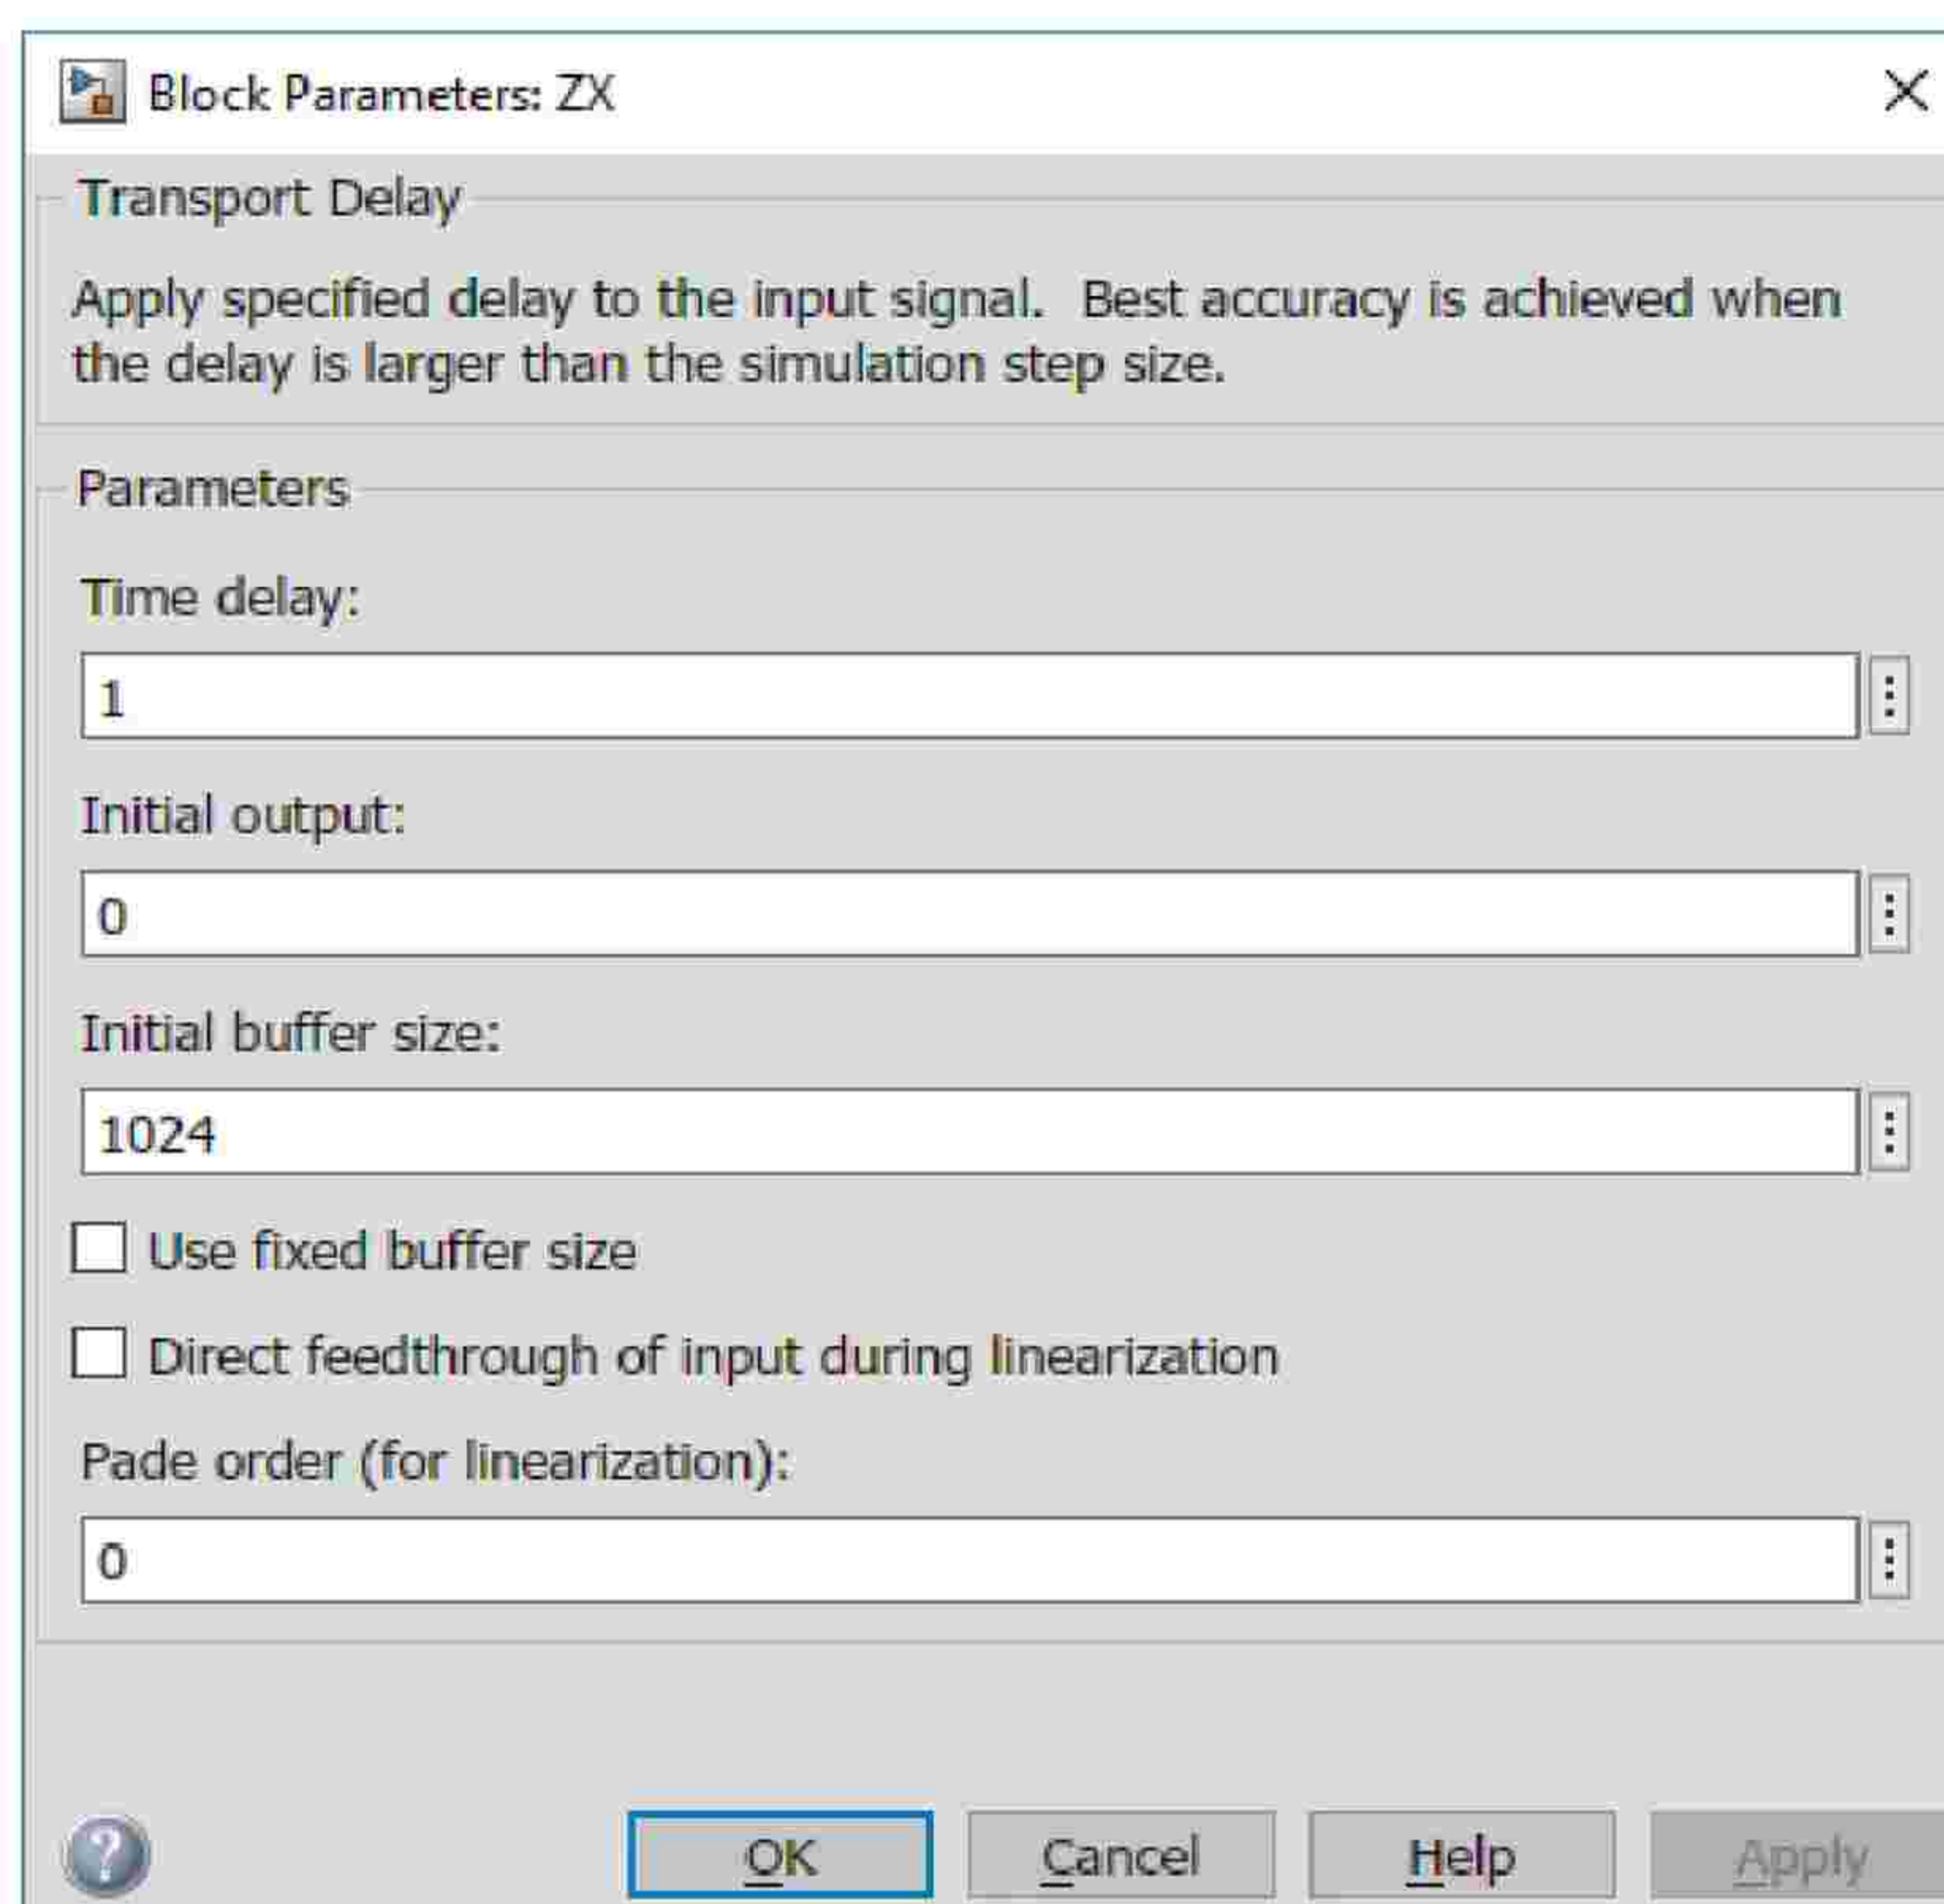 Block Parameters: ZX
Transport Delay
Apply specified delay to the input signal.  Best accuracy is achieved when
the delay is larger than the simulation step size.
Parameters
Time delay:
1
Initial output:
0
Initial buffer size:
1024
Use fixed buffer size
Direct feedthrough of input during linearization
Pade order (for linearization):
0
? OK Cancel Help Apply